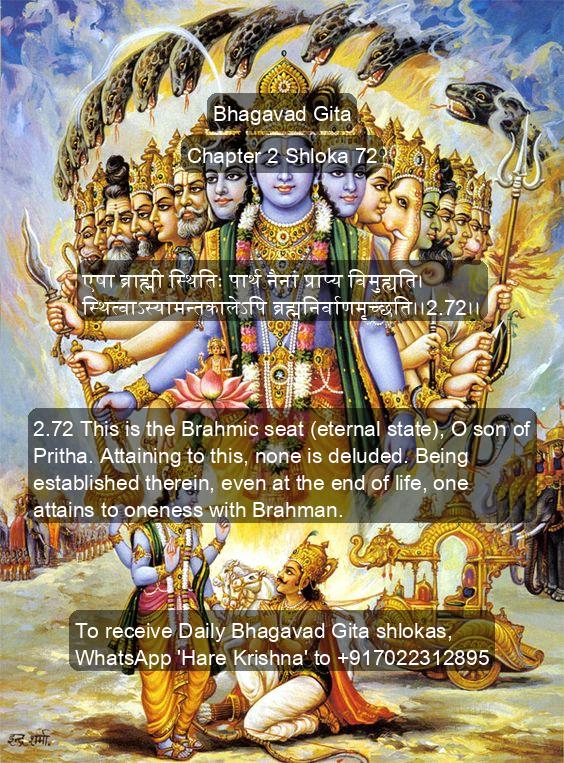 Bhagavad Gita
Chapter 2 Shloka 72
एषा ब्राह्मी स्थितिः पार्थ नैनां प्राप्य विमुह्यति।
स्थित्वाऽस्यामन्तकालेऽपि ब्रह्मनिर्वाणमृच्छति।।2.72।।
2.72 This is the Brahmic seat (eternal state), O son of
Pritha. Attaining to this, none is deluded. Being
established therein, even at the end of life, one
attains to oneness with Brahman.
To receive Daily Bhagavad Gita shlokas,
WhatsApp 'Hare Krishna' to +917022312895
इन्द्र शर्मा.